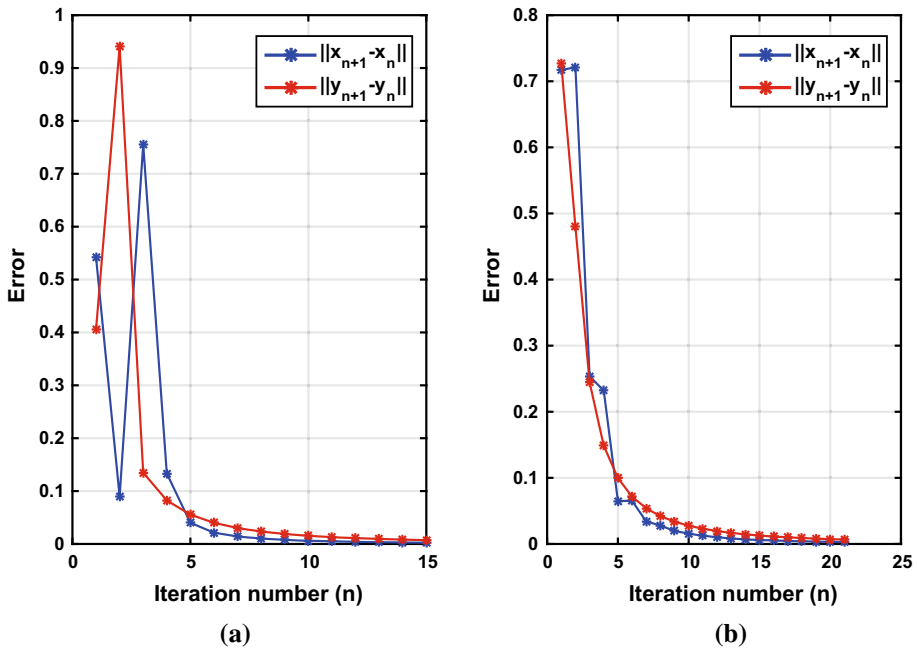 ||x_{n+1}-x_n||
||y_{n+1}-y_n||
1
0.9
0.8
0.7
0.6
0.5
0.4
0.3
0.2
0.1
0
Error
0 5 10 15
Iteration number (n)
(a)
||x_{n+1}-x_n||
||y_{n+1}-y_n||
0.8
0.7
0.6
0.5
0.4
0.3
0.2
0.1
0
Error
0 5 10 15 20 25
Iteration number (n)
(b)